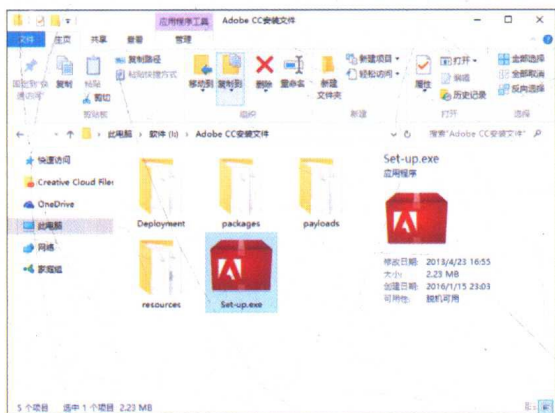 应用程序工具 Adobe CC安装文件
文件 主页 共享 查看 管理
固定到"快速访问" 复制 粘贴 复制路径 粘贴快捷方式 剪切
移动到 复制到 删除 重命名 新建文件夹
新建项目 轻松访问
属性 打开 编辑 历史记录
全部选择 全部取消 反向选择
剪贴板 组织 新建 打开 选择
此电脑 > 软件 (I:) > Adobe CC安装文件
搜索"Adobe CC安装文件"
快速访问
Creative Cloud Files
OneDrive
此电脑
网络
家庭组
Deployment
packages
payloads
resources
Set-up.exe
Set-up.exe
应用程序
修改日期: 2013/4/23 16:55
大小: 2.23 MB
创建日期: 2016/1/15 23:03
可用性: 脱机可用
5 个项目 选中 1 个项目 2.23 MB